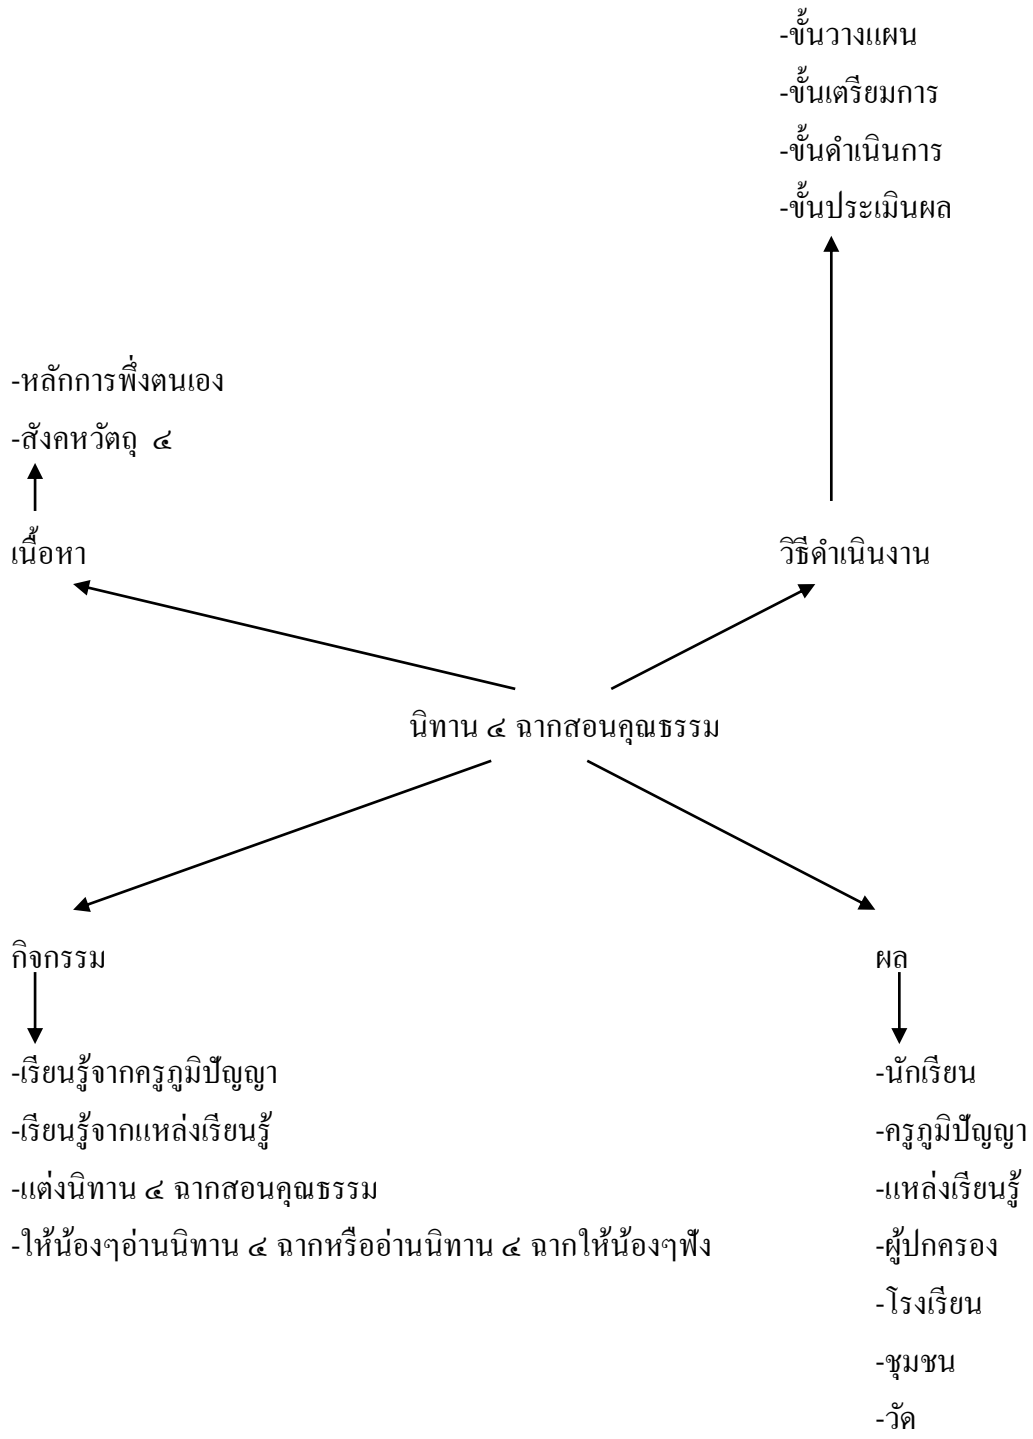 -ขั้นวางแผน
-ขั้นเตรียมการ
-ขั้นดำเนินการ
-ขั้นประเมินผล
-หลักการพึ่งตนเอง
-สังคหวัตถุ ๔
เนื้อหา
วิธีดำเนินงาน
นิทาน ๔ ฉากสอนคุณธรรม
กิจกรรม
ผล
-เรียนรู้จากครูภูมิปัญญา
-เรียนรู้จากแหล่งเรียนรู้
-แต่งนิทาน ๔ ฉากสอนคุณธรรม
-ให้น้องๆอ่านนิทาน ๔ ฉากหรืออ่านนิทาน ๔ ฉากให้น้องๆฟัง
-นักเรียน
-ครูภูมิปัญญา
-แหล่งเรียนรู้
-ผู้ปกครอง
-โรงเรียน
-ชุมชน
-วัด